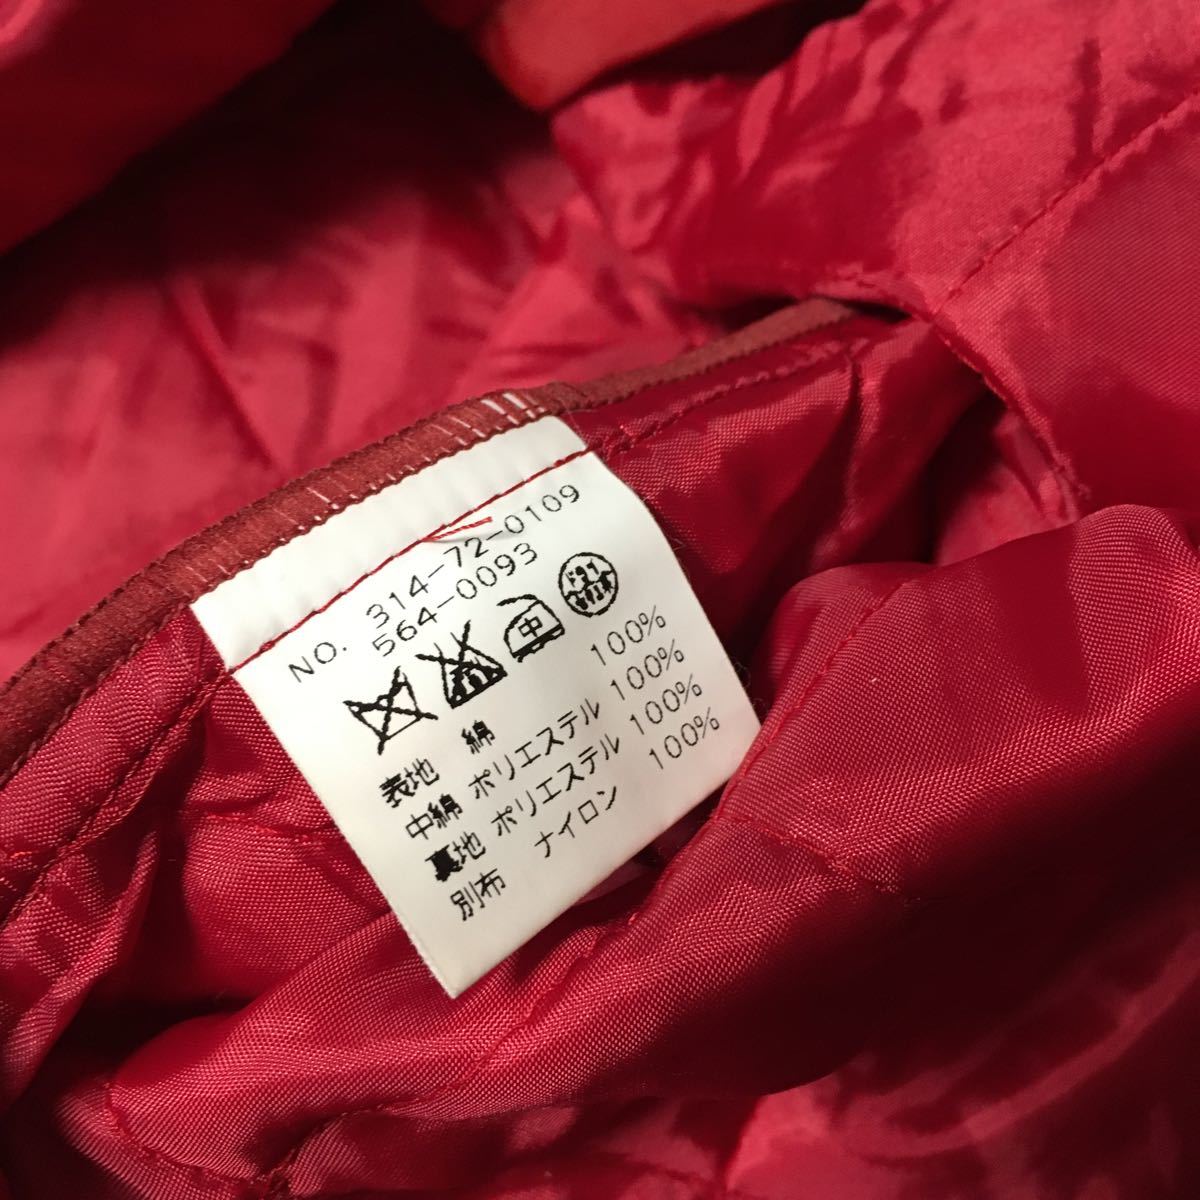 NO. 314-72-0109
564-0093
中
表地 綿 100%
中綿 ポリエステル 100%
裏地 ポリエステル 100%
別布 ナイロン 100%